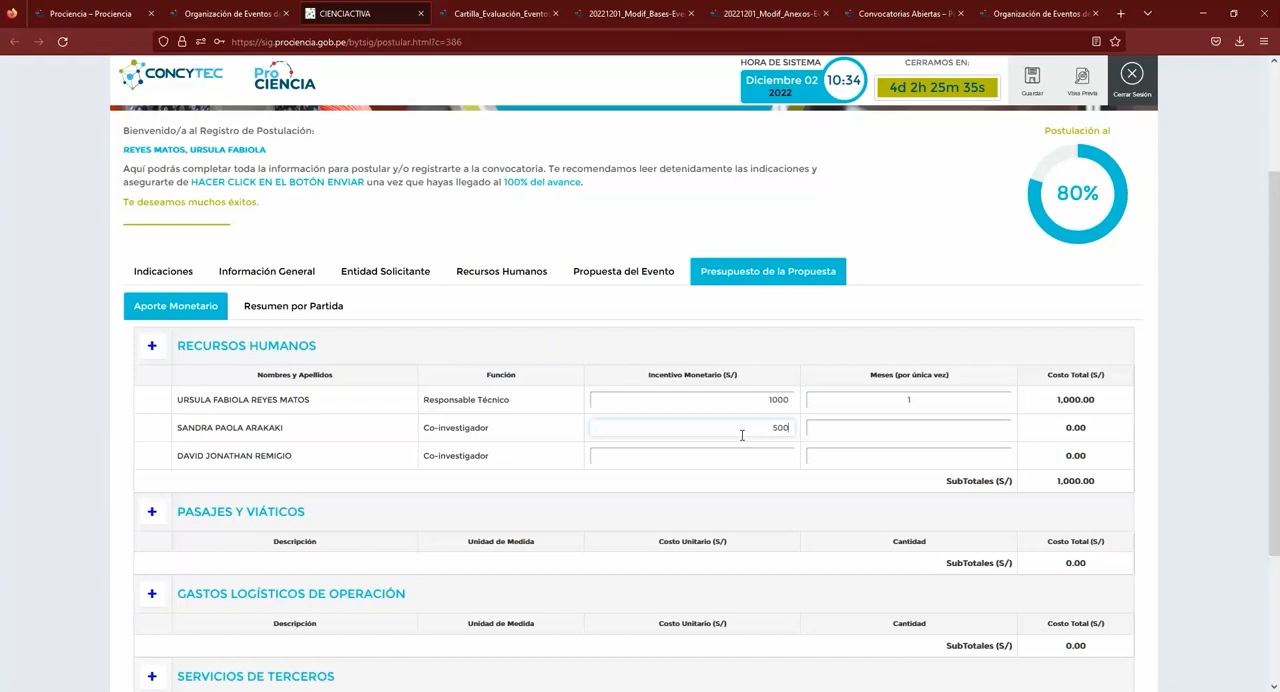 Prociencia – Prociencia
Organización de Eventos d
CIENCIACTIVA
Cartilla_Evaluación_Evento
20221201_Modif_Bases-Eve
20221201_Modif_Anexos-E
Convocatorias Abiertas – P
Organización de Eventos d
https://sig.prociencia.gob.pe/bytsig/postular.html?c=386
CONCYTEC
Pro CIENCIA
HORA DE SISTEMA
Diciembre 02
2022
10:34
CERRAMOS EN:
4d 2h 25m 35s
Guardar
Vista Previa
Cerrar Sesión
Bienvenido/a al Registro de Postulación:
REYES MATOS, URSULA FABIOLA
Aquí podrás completar toda la información para postular y/o registrarte a la convocatoria. Te recomendamos leer detenidamente las indicaciones y
asegurarte de HACER CLICK EN EL BOTÓN ENVIAR una vez que hayas llegado al 100% del avance.
Te deseamos muchos éxitos.
Postulación al
80%
Indicaciones Información General Entidad Solicitante Recursos Humanos Propuesta del Evento Presupuesto de la Propuesta
Aporte Monetario Resumen por Partida
+ RECURSOS HUMANOS
Nombres y Apellidos Función Incentivo Monetario (S/) Meses (por única vez) Costo Total (S/)
URSULA FABIOLA REYES MATOS Responsable Técnico 1000 1 1,000.00
SANDRA PAOLA ARAKAKI Co-investigador 500 0.00
DAVID JONATHAN REMIGIO Co-investigador 0.00
SubTotales (S/) 1,000.00
+ PASAJES Y VIÁTICOS
Descripción Unidad de Medida Costo Unitario (S/) Cantidad Costo Total (S/)
SubTotales (S/) 0.00
+ GASTOS LOGÍSTICOS DE OPERACIÓN
Descripción Unidad de Medida Costo Unitario (S/) Cantidad Costo Total (S/)
SubTotales (S/) 0.00
+ SERVICIOS DE TERCEROS